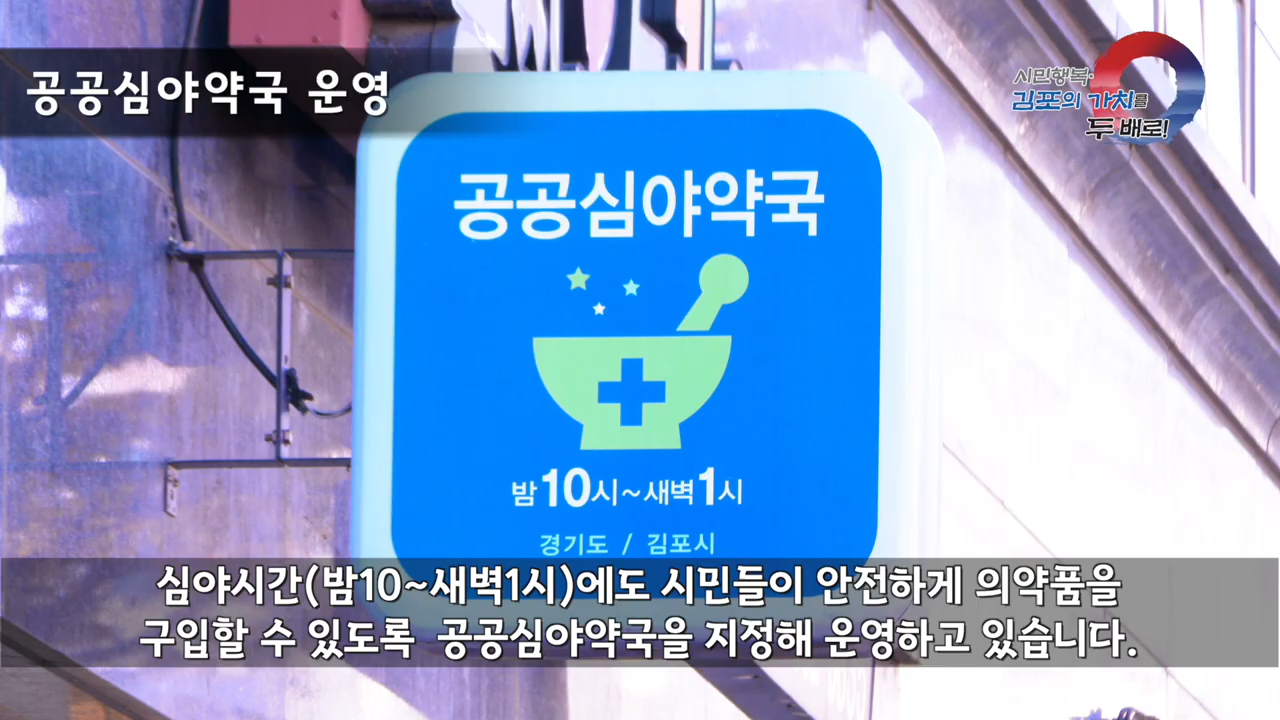 공공심야약국 운영
시민행복·
김포의 가치를
두 배로!
공공심야약국
밤10시~새벽1시
경기도 / 김포시
심야시간(밤10~새벽1시)에도 시민들이 안전하게 의약품을
구입할 수 있도록 공공심야약국을 지정해 운영하고 있습니다.